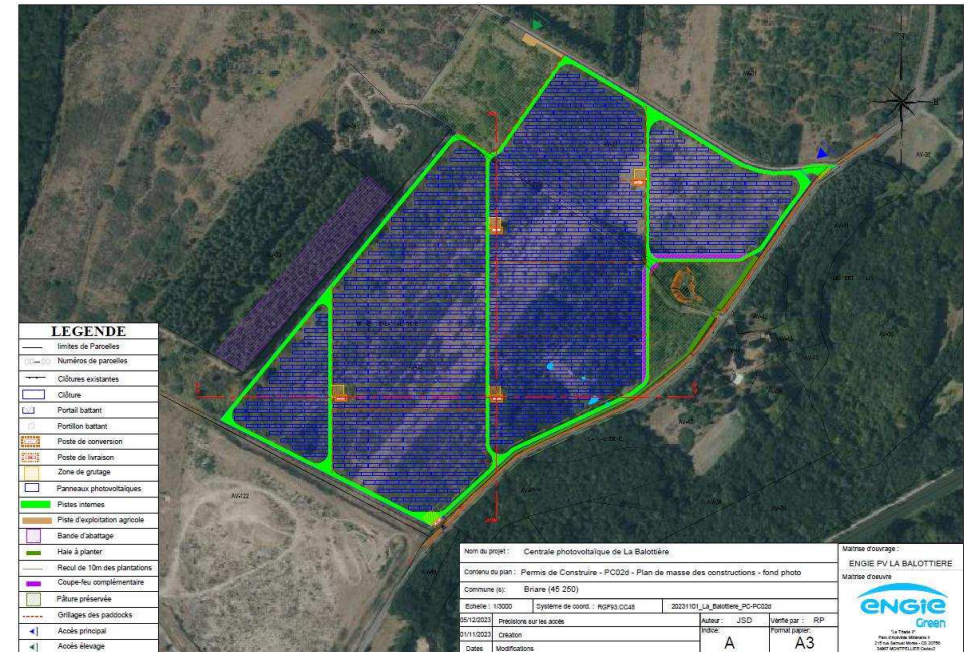 LEGENDE
limites de Parcelles
Numéros de parcelles
Clôtures existantes
Clôture
Portail battant
Portillon battant
Poste de conversion
Poste de livraison
Zone de grutage
Panneaux photovoltaïques
Pistes internes
Piste d'exploitation agricole
Bande d'abattage
Haie à planter
Recul de 10m des plantations
Coupe-feu complémentaire
Pâture préservée
Grillages des paddocks
Accès principal
Accès élevage
AV-122
Nom du projet : Centrale photovoltaïque de La Balottière
Contenu du plan : Permis de Construire - PC02d - Plan de masse des constructions - fond photo
Commune (s): Briare (45 250)
Echelle : 1/3000 Système de coord. : RGF93.CC48 20231101_La_Balottiere_PC-PC02d
05/12/2023 Précisions sur les accès
01/11/2023 Création
Dates Modifications
Auteur : JSD Vérifié par : RP
Indice: A
Format papier: A3
Maîtrise d'ouvrage :
ENGIE PV LA BALOTTIERE
Maîtrise d'oeuvre
ENGIE
Green